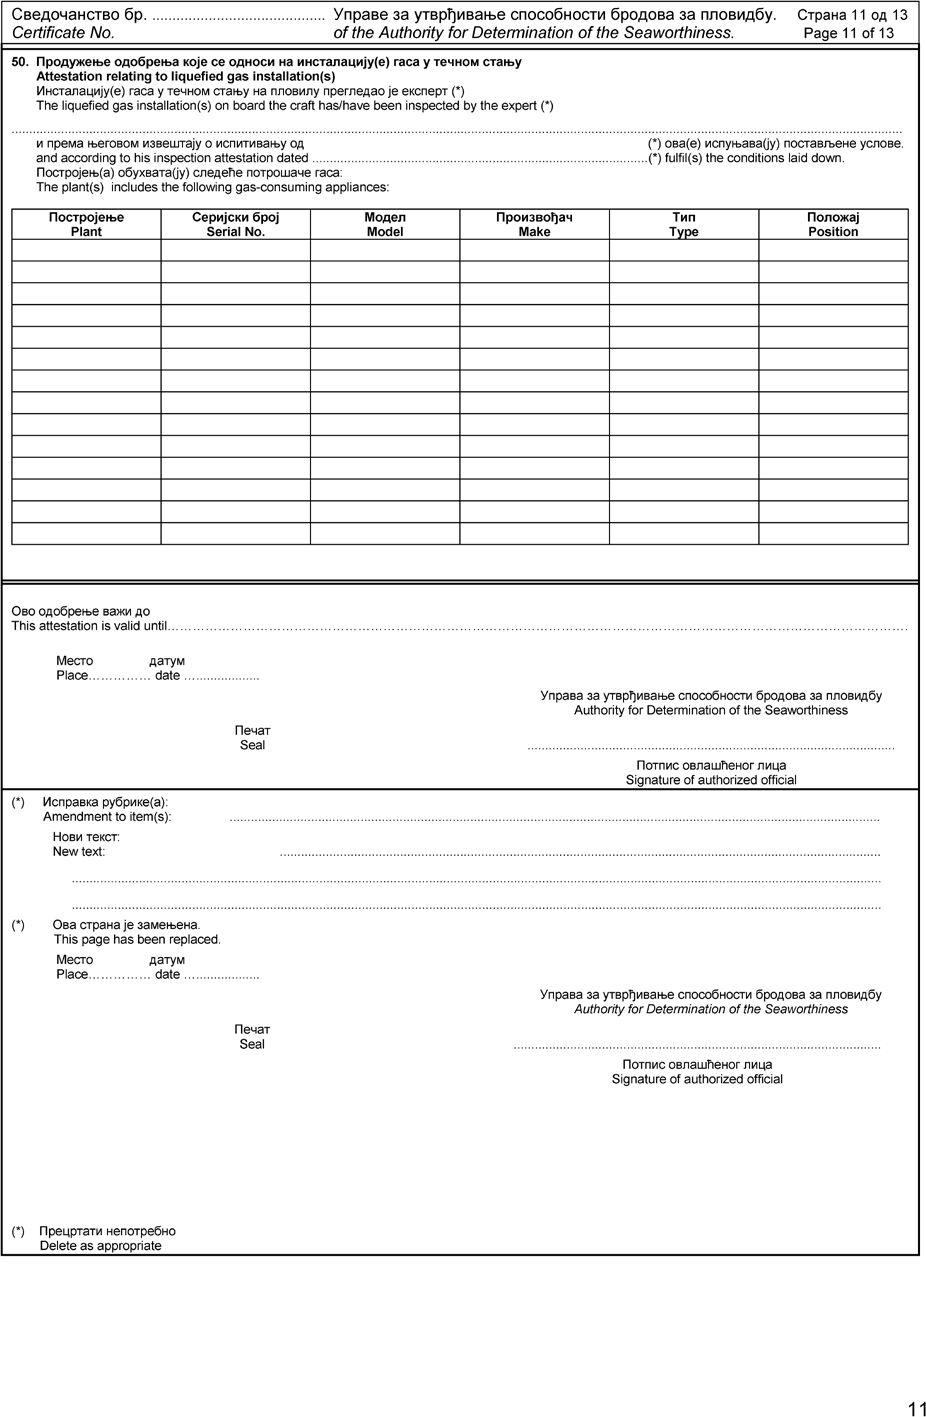 Сведочанство бр. .......................................... Управе за утврђивање способности бродова за пловидбу. Страна 11 од 13
Certificate No. of the Authority for Determination of the Seaworthiness. Page 11 of 13
50. Продужење одобрења које се односи на инсталацију(е) гаса у течном стању
Attestation relating to liquefied gas installation(s)
Инсталацију(е) гаса у течном стању на пловилу прегледао је експерт (*)
The liquefied gas installation(s) on board the craft has/have been inspected by the expert (*)
................................................................................
и према његовом извештају о испитивању од (*) ова(е) испуњава(ју) постављене услове.
and according to his inspection attestation dated ................................................................................(*) fulfil(s) the conditions laid down.
Постројењ(а) обухвата(ју) следеће потрошаче гаса:
The plant(s) includes the following gas-consuming appliances:
Постројење Серијски број Модел Произвођач Тип Положај
Plant Serial No. Model Make Type Position
Ово одобрење важи до
This attestation is valid until................................................................................
Место датум
Place…………… date ….................
Управа за утврђивање способности бродова за пловидбу
Authority for Determination of the Seaworthiness
Печат
Seal ................................................................................
Потпис овлашћеног лица
Signature of authorized official
(*) Исправка рубрике(а):
Amendment to item(s): ................................................................................
Нови текст:
New text: ................................................................................
................................................................................
................................................................................
(*) Ова страна је замењена.
This page has been replaced.
Место датум
Place…………… date ….................
Управа за утврђивање способности бродова за пловидбу
Authority for Determination of the Seaworthiness
Печат
Seal ................................................................................
Потпис овлашћеног лица
Signature of authorized official
(*) Прецртати непотребно
Delete as appropriate
11